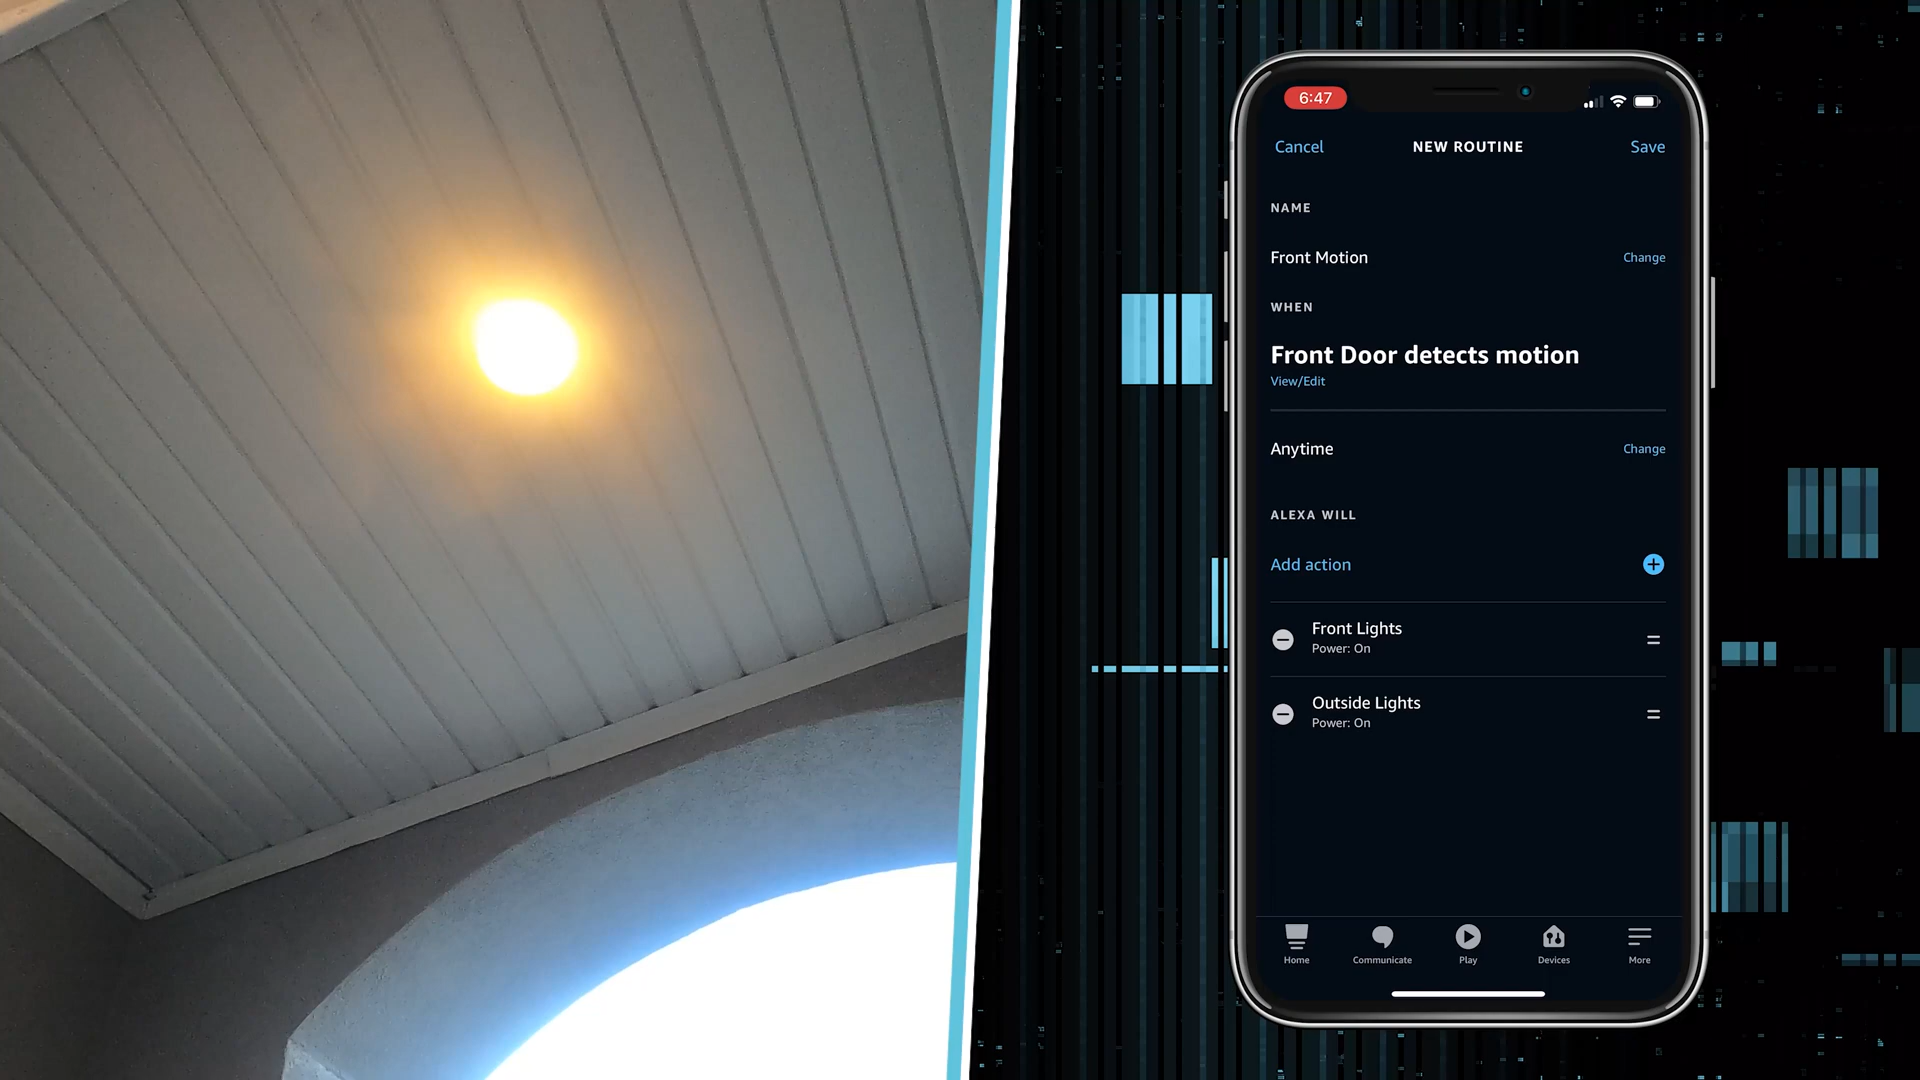 6:47
Cancel
NEW ROUTINE
Save
NAME
Front Motion
Change
WHEN
Front Door detects motion
View/Edit
Anytime
Change
ALEXA WILL
Add action
Front Lights
Power: On
Outside Lights
Power: On
Home
Communicate
Play
Devices
More